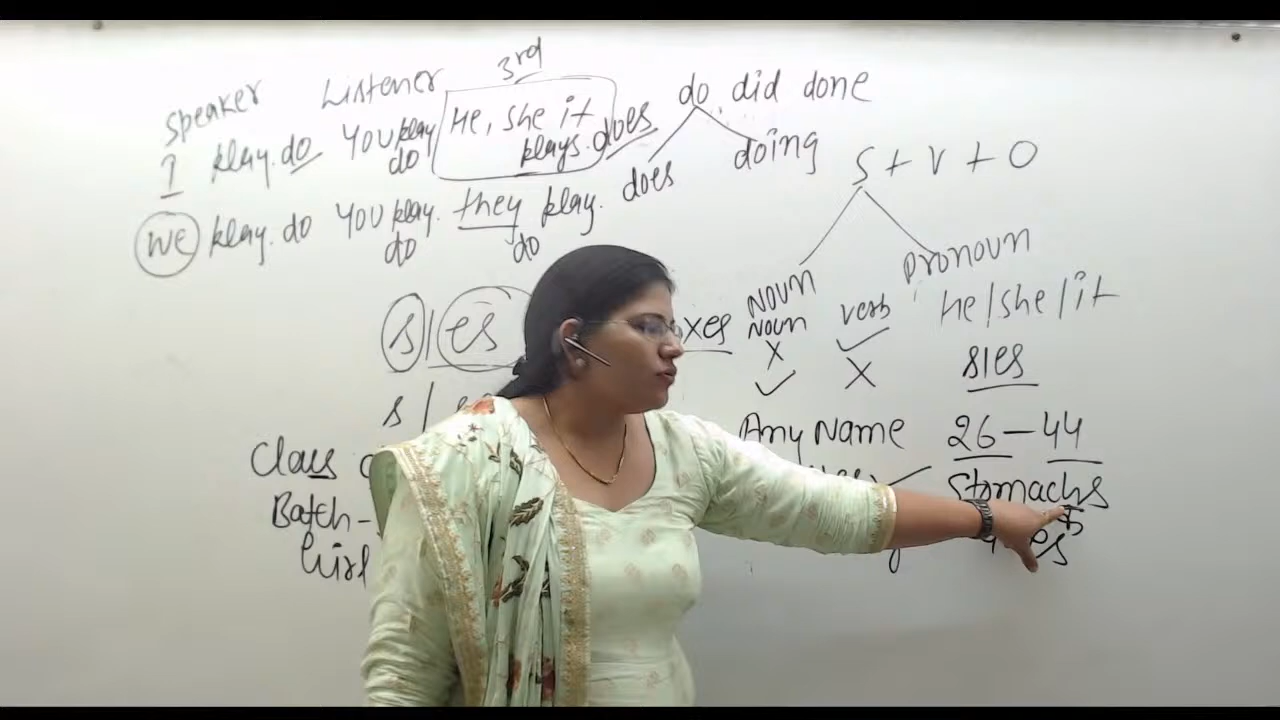 3rd
Speaker Listener He, she it do did done
I play. do You play plays. does
do does doing
We play. do You play. they play.
do do
S + V + O
Noun Pronoun
s/es xes Noun verb He/she/it
X ✓
✓ X s/es
s/
Class Any Name 26-44
Batch- Stomachs
Girl es